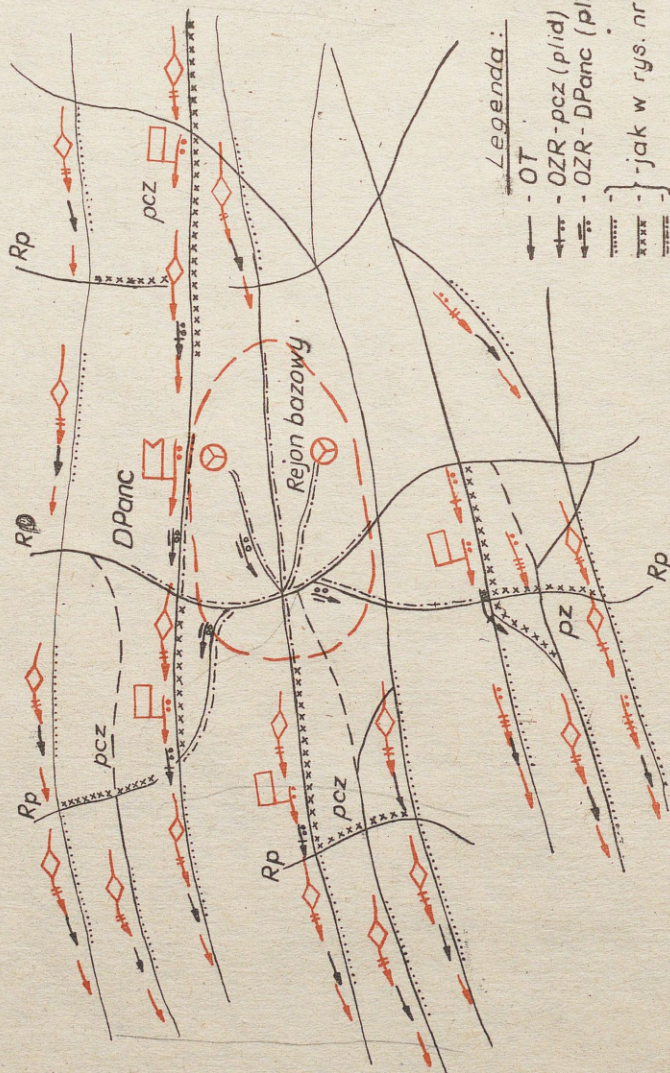 Rp
pcz
Rp
DPanc
Rejon bazowy
Rp
pcz
Rp
pcz
pz
Rp
Legenda:
- OT
- OZR-pcz (plid)
- OZR-DPanc (pl
- jak w rys. nr